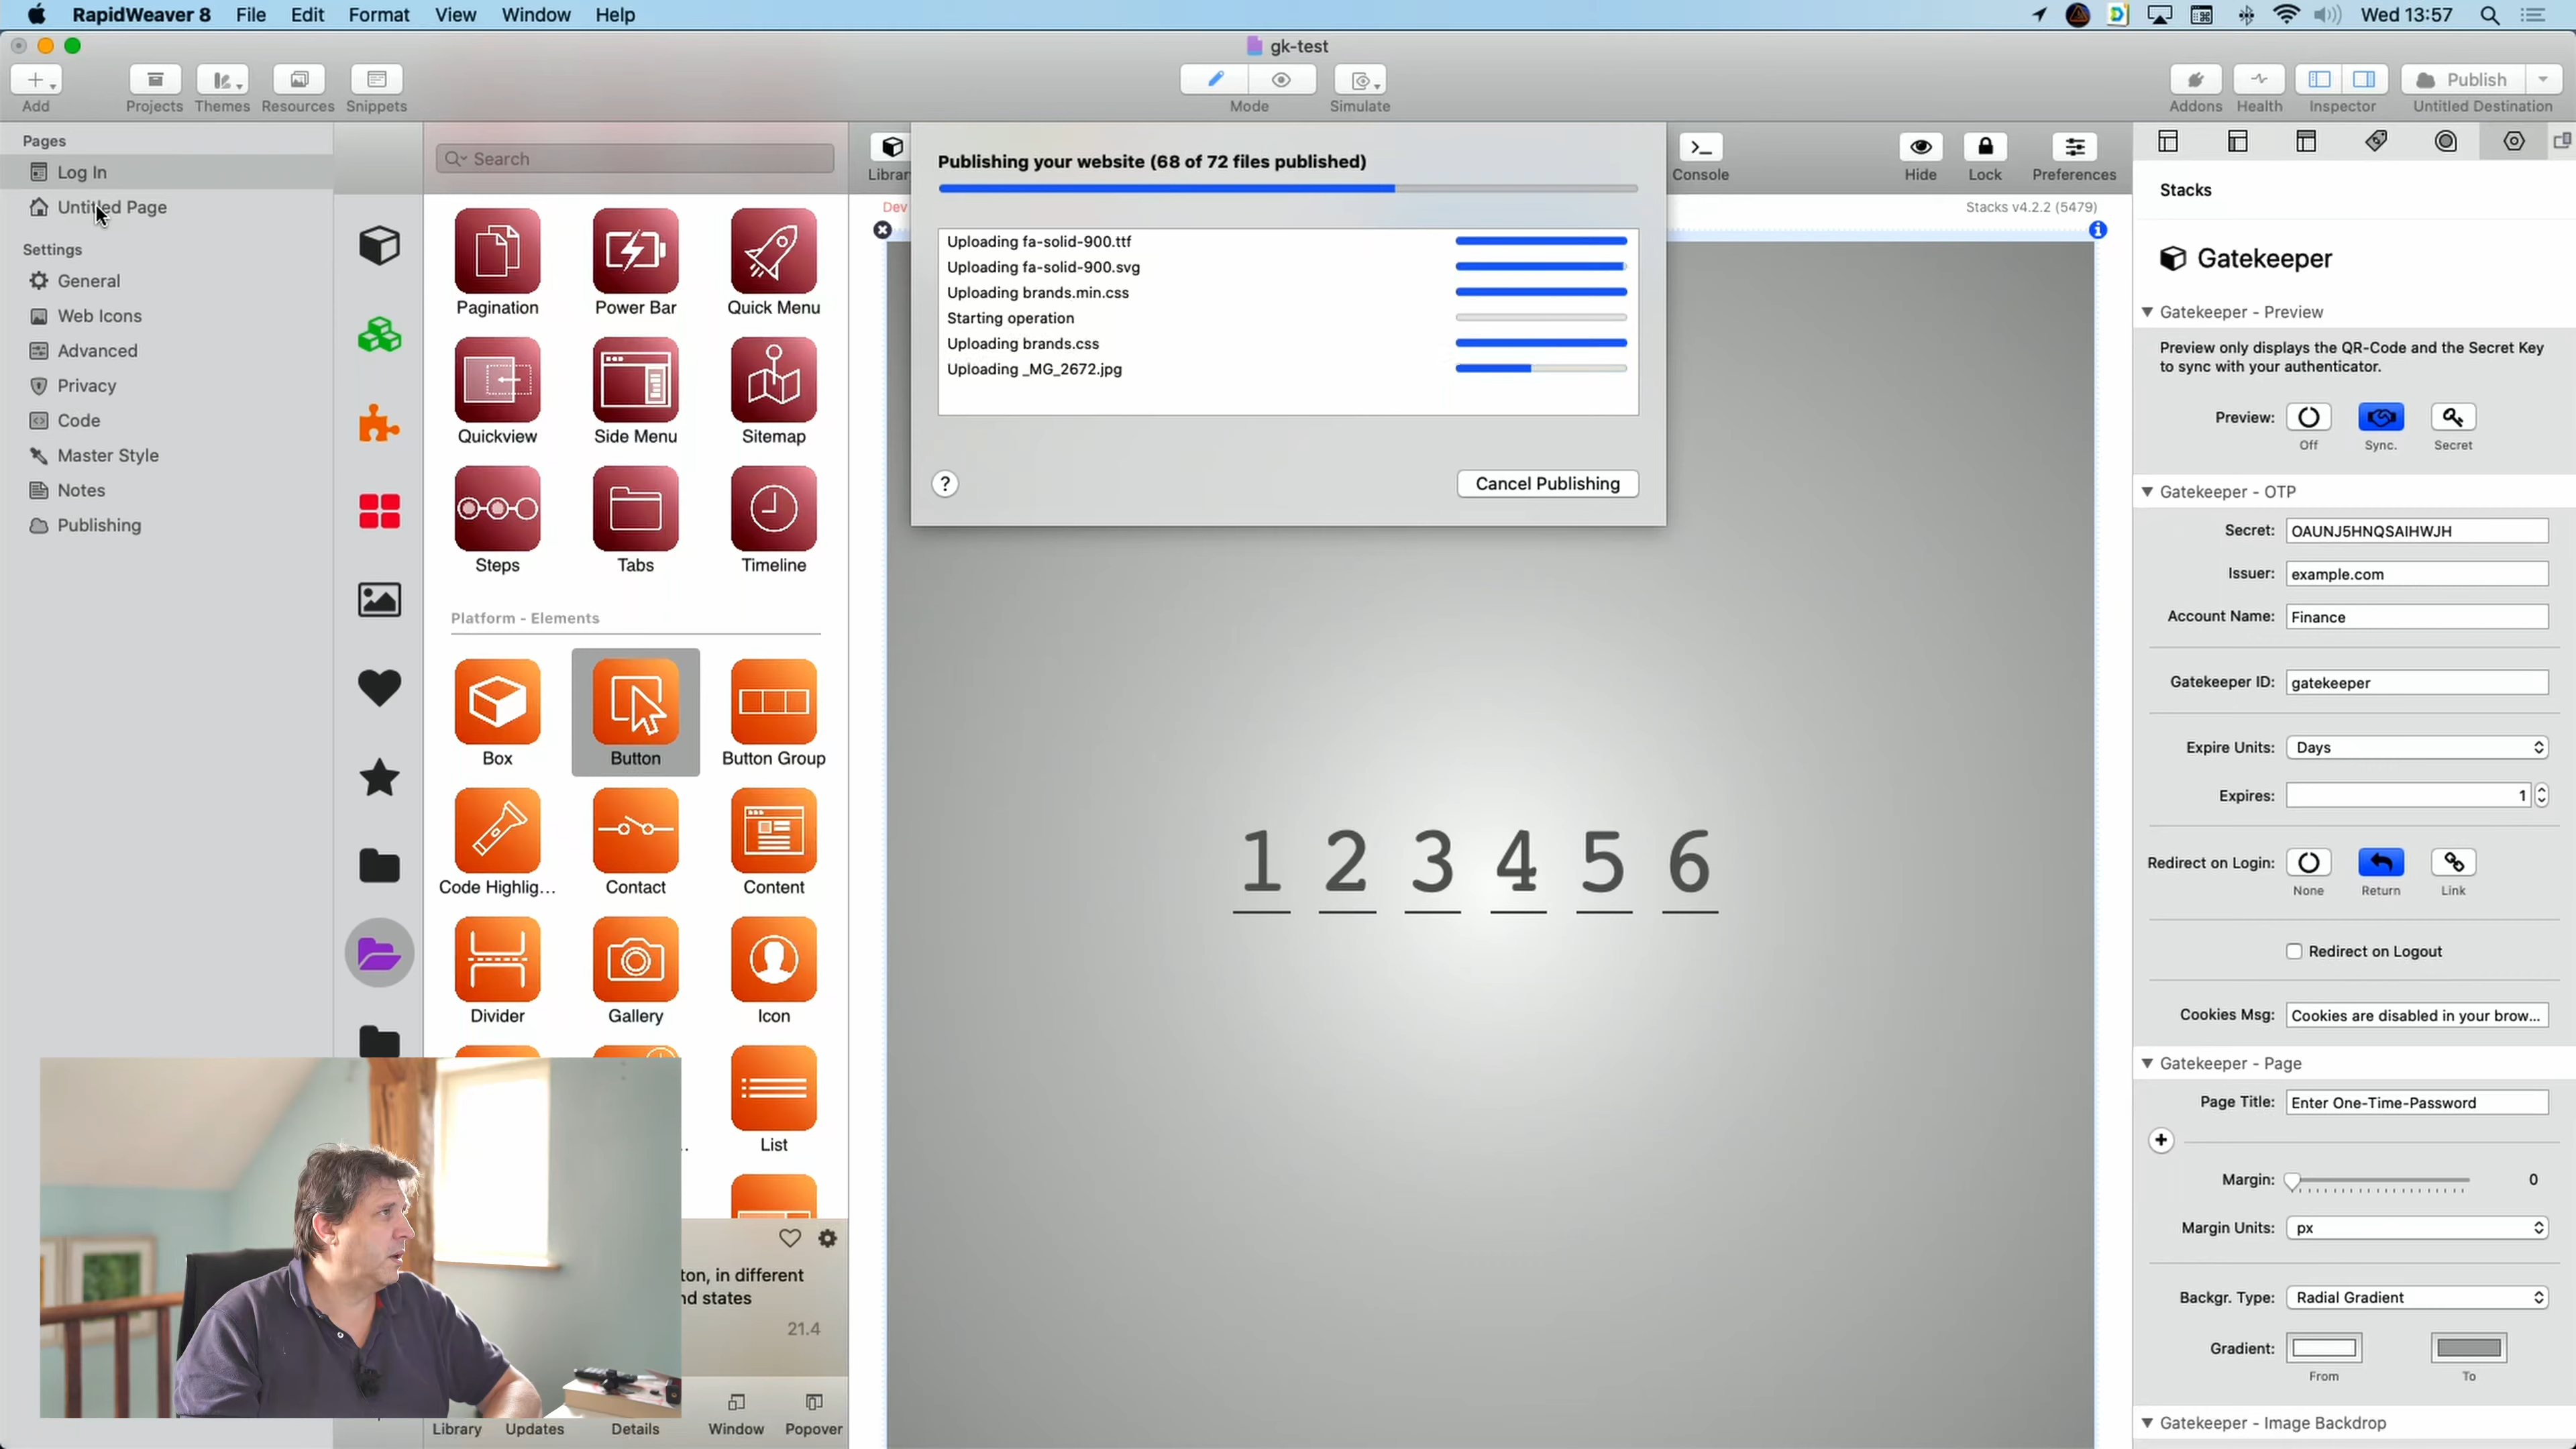 RapidWeaver 8 File Edit Format View Window Help
Wed 13:57
gk-test
Add
Projects
Themes
Resources
Snippets
Mode
Simulate
Addons
Health
Inspector
Publish
Untitled Destination
Pages
Log In
Untitled Page
Settings
General
Web Icons
Advanced
Privacy
Code
Master Style
Notes
Publishing
Search
Pagination
Power Bar
Quick Menu
Quickview
Side Menu
Sitemap
Steps
Tabs
Timeline
Platform - Elements
Box
Button
Button Group
Code Highlig...
Contact
Content
Divider
Gallery
Icon
List
ton, in different
nd states
21.4
Library
Updates
Details
Window
Popover
Librar
Publishing your website (68 of 72 files published)
Uploading fa-solid-900.ttf
Uploading fa-solid-900.svg
Uploading brands.min.css
Starting operation
Uploading brands.css
Uploading _MG_2672.jpg
?
Cancel Publishing
Console
Hide
Lock
Preferences
Dev
Stacks v4.2.2 (5479)
1 2 3 4 5 6
Stacks
Gatekeeper
Gatekeeper - Preview
Preview only displays the QR-Code and the Secret Key
to sync with your authenticator.
Preview:
Off
Sync.
Secret
Gatekeeper - OTP
Secret: OAUNJ5HNQSAIHWJH
Issuer: example.com
Account Name: Finance
Gatekeeper ID: gatekeeper
Expire Units: Days
Expires: 1
Redirect on Login:
None
Return
Link
Redirect on Logout
Cookies Msg: Cookies are disabled in your brow...
Gatekeeper - Page
Page Title: Enter One-Time-Password
Margin: 0
Margin Units: px
Backgr. Type: Radial Gradient
Gradient:
From
To
Gatekeeper - Image Backdrop